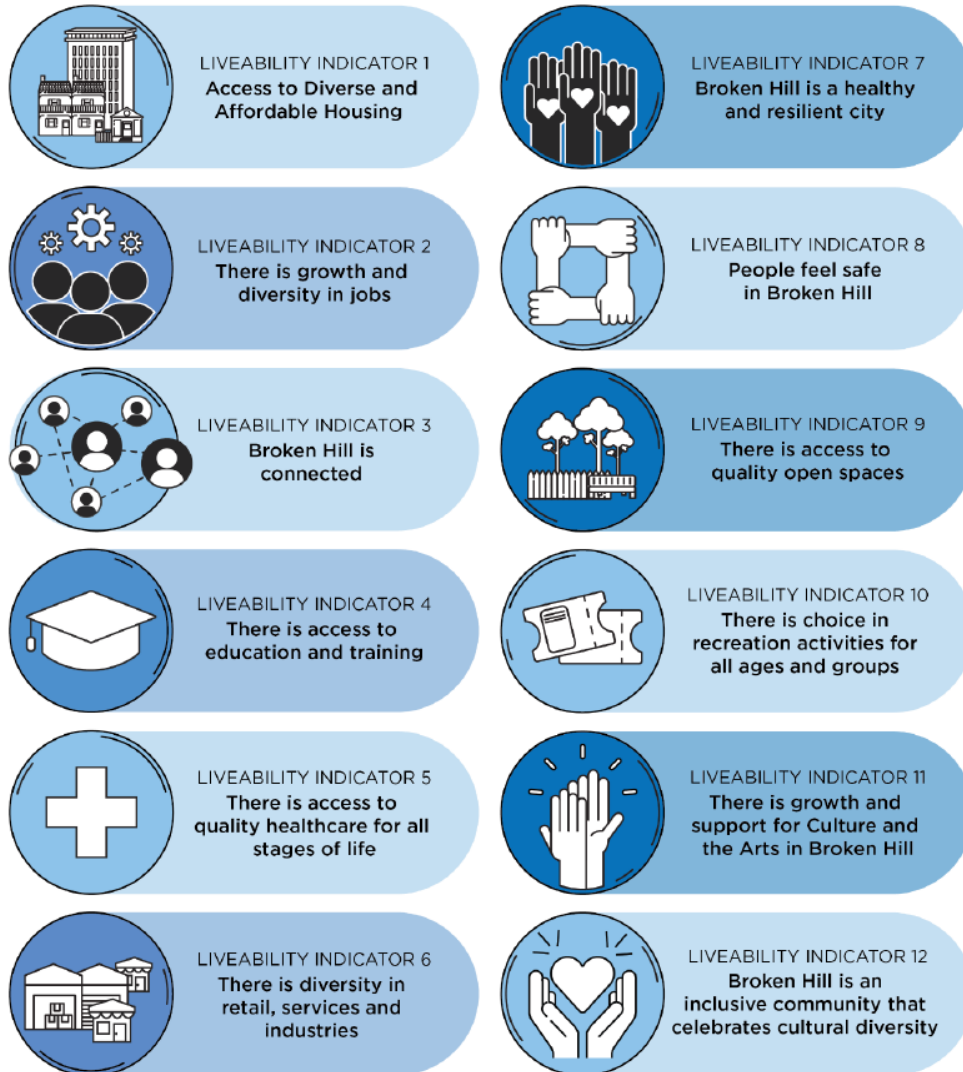 LIVEABILITY INDICATOR 1
Access to Diverse and
Affordable Housing
LIVEABILITY INDICATOR 2
There is growth and
diversity in jobs
LIVEABILITY INDICATOR 3
Broken Hill is
connected
LIVEABILITY INDICATOR 4
There is access to
education and training
LIVEABILITY INDICATOR 5
There is access to
quality healthcare for all
stages of life
LIVEABILITY INDICATOR 6
There is diversity in
retail, services and
industries
LIVEABILITY INDICATOR 7
Broken Hill is a healthy
and resilient city
LIVEABILITY INDICATOR 8
People feel safe
in Broken Hill
LIVEABILITY INDICATOR 9
There is access to
quality open spaces
LIVEABILITY INDICATOR 10
There is choice in
recreation activities for
all ages and groups
LIVEABILITY INDICATOR 11
There is growth and
support for Culture and
the Arts in Broken Hill
LIVEABILITY INDICATOR 12
Broken Hill is an
inclusive community that
celebrates cultural diversity